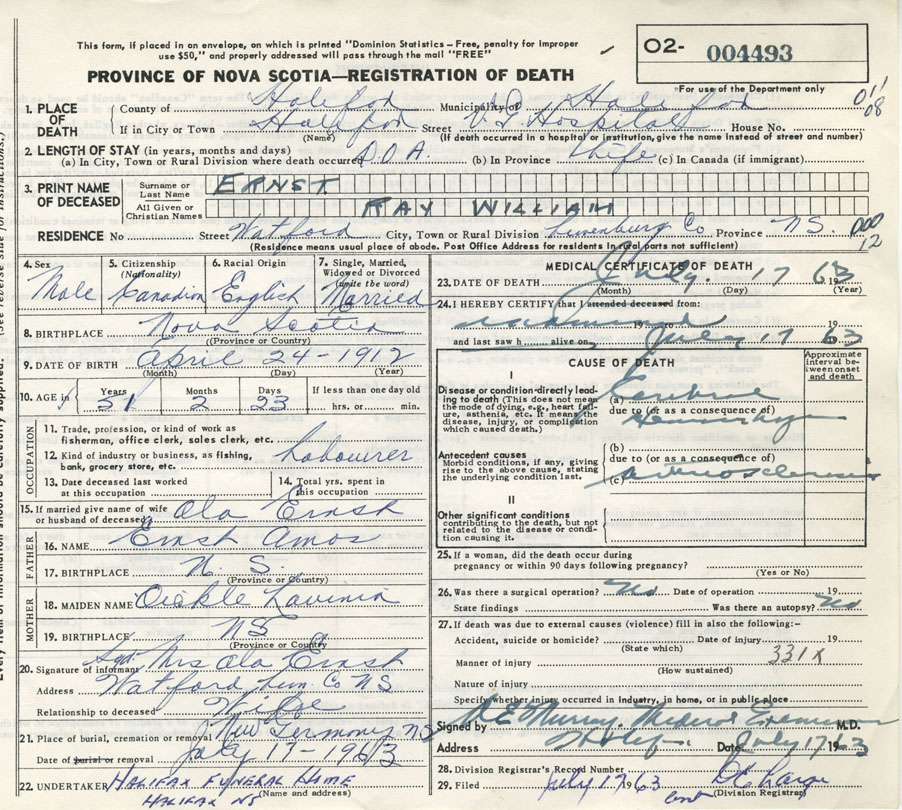 This form, if placed in an envelope, on which is printed "Dominion Statistics – Free, penalty for improper
use $50," and properly addressed will pass through the mail "FREE"
O2- 004493
PROVINCE OF NOVA SCOTIA—REGISTRATION OF DEATH
For use of the Department only
1. PLACE OF DEATH County of Halifax Municipality of Halifax
If in City or Town Halifax Street V.G. Hospital House No.
(Name) (If death occurred in a hospital or institution, give the name instead of street and number)
2. LENGTH OF STAY (in years, months and days)
(a) In City, Town or Rural Division where death occurred D.O.A. (b) In Province Life (c) In Canada (if immigrant)
3. PRINT NAME OF DECEASED Surname or Last Name ERNST
All Given or Christian Names RAY WILLIAM
RESIDENCE No Street Watford City, Town or Rural Division Lunenburg Co Province NS.
(Residence means usual place of abode. Post Office Address for residents in rural parts not sufficient)
4. Sex 5. Citizenship (Nationality) 6. Racial Origin 7. Single, Married, Widowed or Divorced (write the word)
Male Canadian English Married
8. BIRTHPLACE Nova Scotia
(Province or Country)
9. DATE OF BIRTH April 24 - 1912
(Month) (Day) (Year)
10. AGE in Years 51 Months 2 Days 23 If less than one day old hrs. or min.
OCCUPATION
11. Trade, profession, or kind of work as fisherman, office clerk, sales clerk, etc.
12. Kind of industry or business, as fishing, bank, grocery store, etc. Labourer
13. Date deceased last worked at this occupation
14. Total yrs. spent in this occupation
15. If married give name of wife or husband of deceased Ola Ernst
FATHER
16. NAME Ernst Amos
17. BIRTHPLACE N. S.
(Province or Country)
MOTHER
18. MAIDEN NAME Oickle Lavinia
19. BIRTHPLACE NS
(Province or Country)
20. Signature of informant Sgd. Mrs Ola Ernst
Address Watford Lun. Co NS
Relationship to deceased Wife
21. Place of burial, cremation or removal New Germany NS
Date of burial or removal July 17 - 1963
22. UNDERTAKER HALIFAX FUNERAL HOME
(Name and address)
HALIFAX NS
MEDICAL CERTIFICATE OF DEATH
23. DATE OF DEATH July 17 1963
(Month) (Day) (Year)
24. I HEREBY CERTIFY that I attended deceased from:
19 to 19
and last saw h alive on July 17 63
CAUSE OF DEATH
Approximate interval between onset and death
I
Disease or condition directly leading to death (This does not mean the mode of dying, e.g., heart failure, asthenia, etc. It means the disease, injury, or complication which caused death.)
(a) Cerebral
due to (or as a consequence of)
Hemorrhage
Antecedent causes
Morbid conditions, if any, giving rise to the above cause, stating the underlying condition last.
(b)
due to (or as a consequence of)
(c) arteriosclerosis
II
Other significant conditions
contributing to the death, but not related to the disease or condition causing it.
25. If a woman, did the death occur during pregnancy or within 90 days following pregnancy?
(Yes or No)
26. Was there a surgical operation? No Date of operation 19
State findings Was there an autopsy? No
27. If death was due to external causes (violence) fill in also the following:-
Accident, suicide or homicide? Date of injury 19
(State which)
Manner of injury 331X
(How sustained)
Nature of injury
Specify whether injury occurred in industry, in home, or in public place
Signed by Murray, Medical Examiner M.D.
Address Halifax Date July 17 1963
28. Division Registrar's Record Number
29. Filed July 17 1963
(Division Registrar)